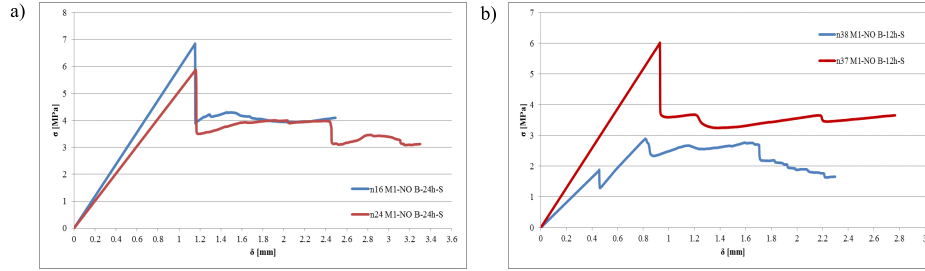 a)
8
7
6
5
4
3
2
1
0
σ [MPa]
0 0.2 0.4 0.6 0.8 1 1.2 1.4 1.6 1.8 2 2.2 2.4 2.6 2.8 3 3.2 3.4 3.6
δ [mm]
n16 M1-NO B-24h-S
n24 M1-NO B-24h-S
b)
7
6
5
4
3
2
1
0
σ [MPa]
0 0.2 0.4 0.6 0.8 1 1.2 1.4 1.6 1.8 2 2.2 2.4 2.6 2.8
δ [mm]
n38 M1-NO B-12h-S
n37 M1-NO B-12h-S